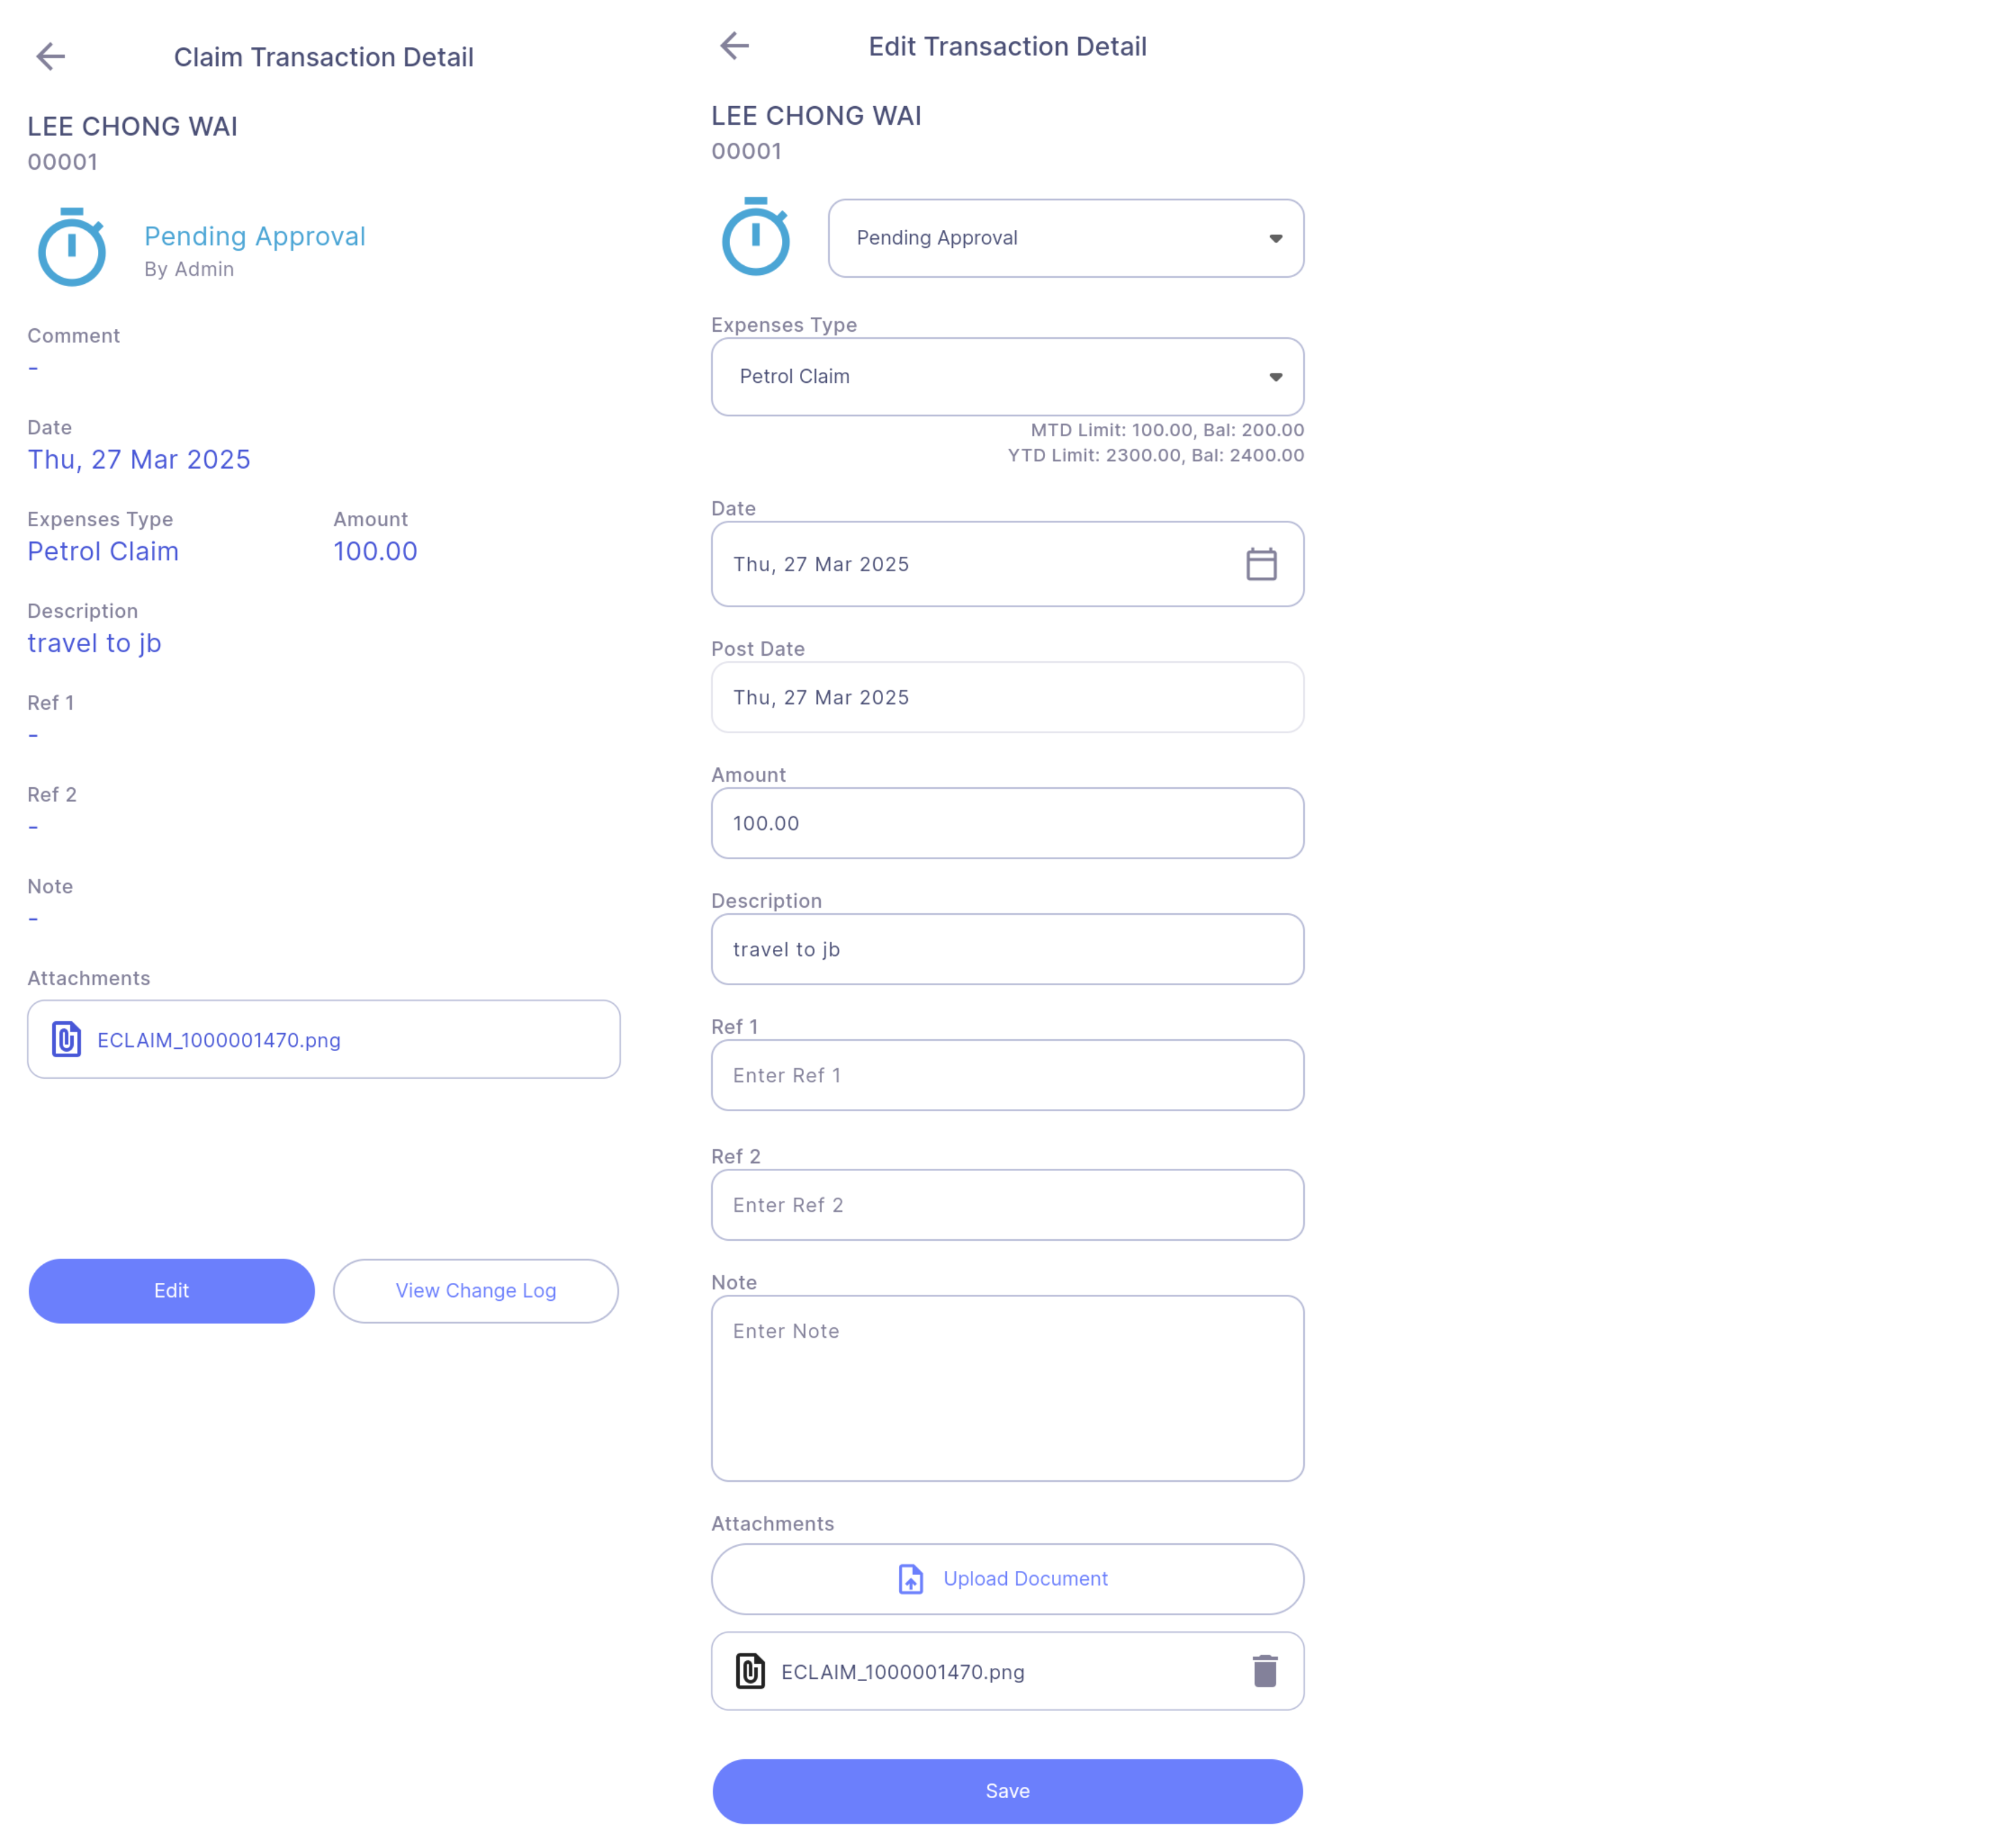 Claim Transaction Detail
LEE CHONG WAI
00001
Pending Approval
By Admin
Comment
-
Date
Thu, 27 Mar 2025
Expenses Type Amount
Petrol Claim 100.00
Description
travel to jb
Ref 1
-
Ref 2
-
Note
-
Attachments
ECLAIM_1000001470.png
Edit View Change Log
Edit Transaction Detail
LEE CHONG WAI
00001
Pending Approval
Expenses Type
Petrol Claim
MTD Limit: 100.00, Bal: 200.00
YTD Limit: 2300.00, Bal: 2400.00
Date
Thu, 27 Mar 2025
Post Date
Thu, 27 Mar 2025
Amount
100.00
Description
travel to jb
Ref 1
Enter Ref 1
Ref 2
Enter Ref 2
Note
Enter Note
Attachments
Upload Document
ECLAIM_1000001470.png
Save